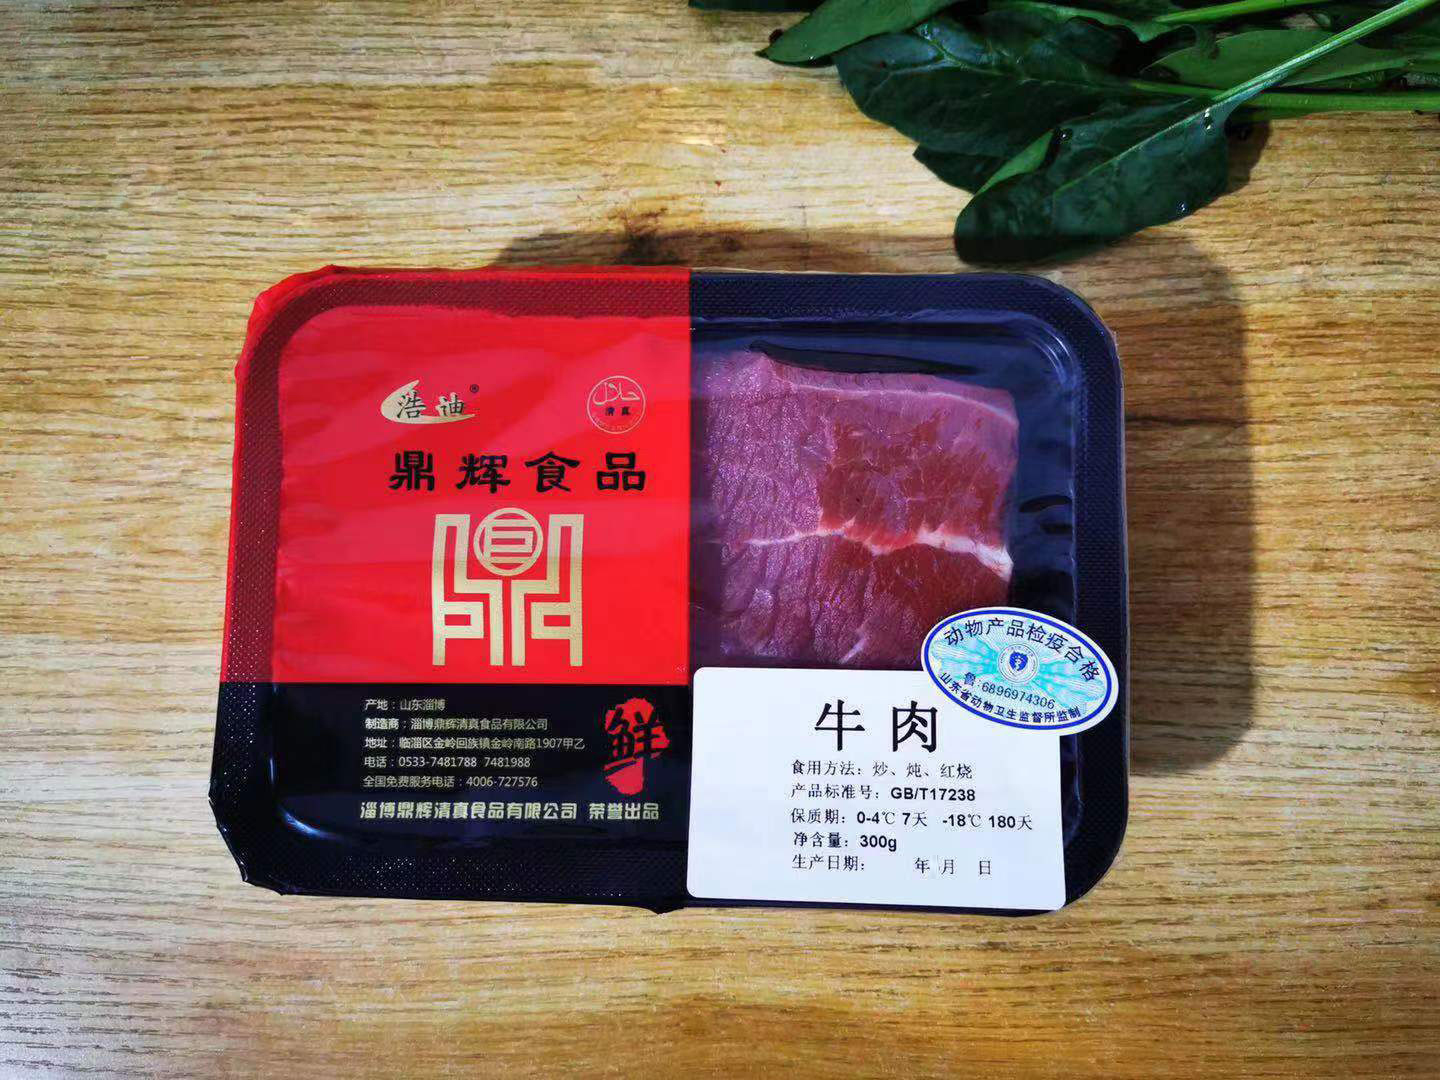 浩迪®
حلال
清真
鼎辉食品
鲜
产地：山东淄博
制造商：淄博鼎辉清真食品有限公司
地址：临淄区金岭回族镇金岭南路1907甲乙
电话：0533-7481788 7481988
全国免费服务电话：4006-727576
淄博鼎辉清真食品有限公司 荣誉出品
动物产品检疫合格
鲁:6896974306
山东省动物卫生监督所监制
牛肉
食用方法：炒、炖、红烧
产品标准号：GB/T17238
保质期：0-4℃ 7天 -18℃ 180天
净含量：300g
生产日期： 年 月 日